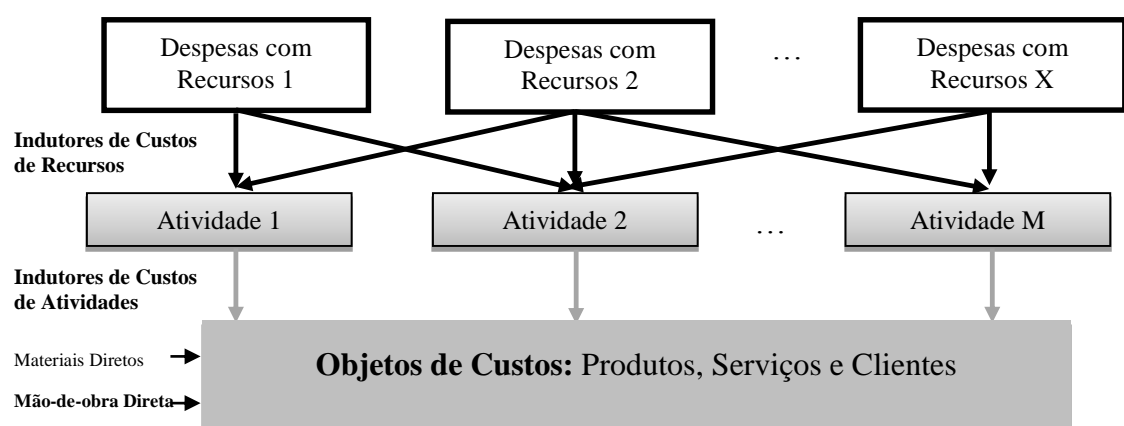 Despesas com
Recursos 1
Despesas com
Recursos 2
…
Despesas com
Recursos X
Indutores de Custos
de Recursos
Atividade 1
Atividade 2
…
Atividade M
Indutores de Custos
de Atividades
Materiais Diretos
Objetos de Custos: Produtos, Serviços e Clientes
Mão-de-obra Direta